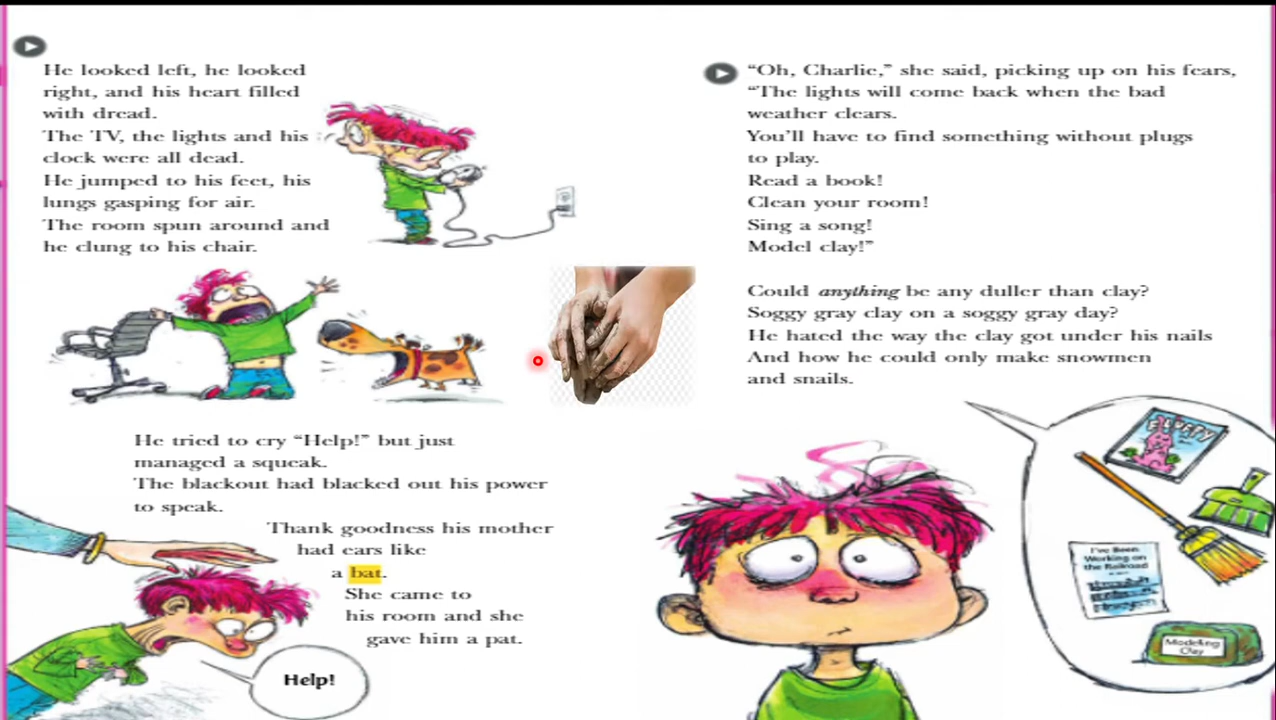 He looked left, he looked
right, and his heart filled
with dread.
The TV, the lights and his
clock were all dead.
He jumped to his feet, his
lungs gasping for air.
The room spun around and
he clung to his chair.
He tried to cry “Help!” but just
managed a squeak.
The blackout had blacked out his power
to speak.
Thank goodness his mother
had ears like
a bat.
She came to
his room and she
gave him a pat.
Help!
“Oh, Charlie,” she said, picking up on his fears,
“The lights will come back when the bad
weather clears.
You’ll have to find something without plugs
to play.
Read a book!
Clean your room!
Sing a song!
Model clay!”
Could anything be any duller than clay?
Soggy gray clay on a soggy gray day?
He hated the way the clay got under his nails
And how he could only make snowmen
and snails.
FLUFFY
I've Been
Working on
the Railroad
Modeling
Clay